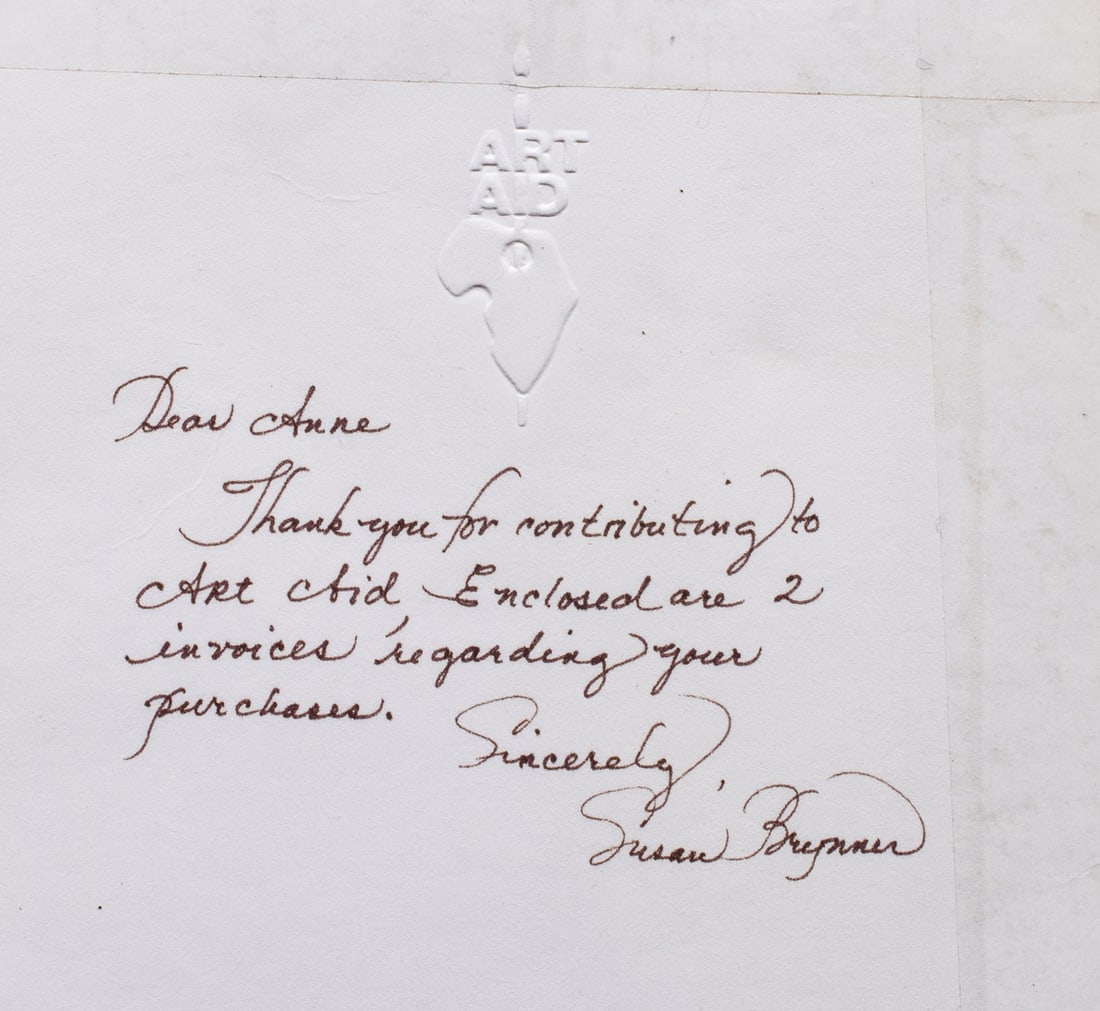 ART
AID
Dear Anne
Thank you for contributing to
Art Aid, Enclosed are 2
invoices regarding your
purchases.
Sincerely,
Susan Brynner